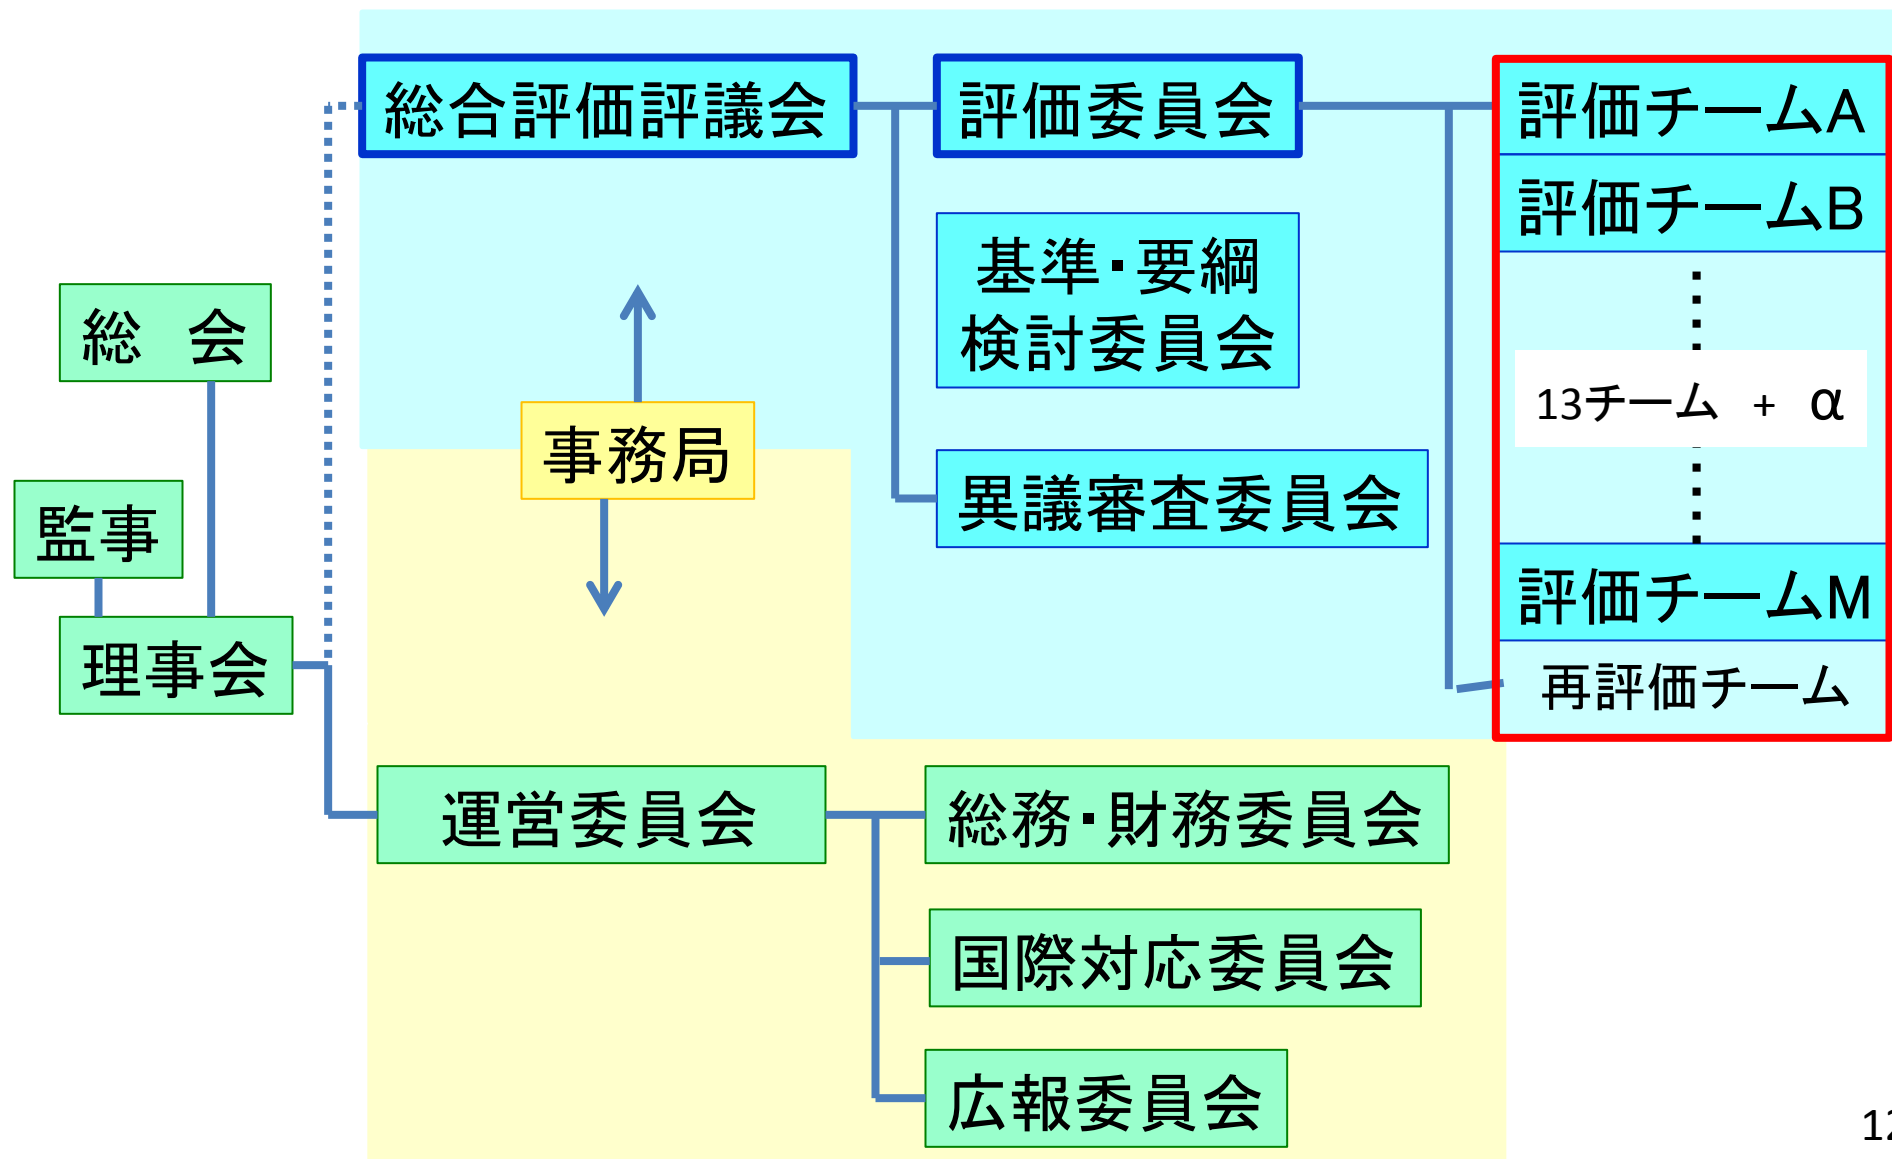 総合評価評議会
評価委員会
評価チームA
評価チームB
基準・要綱
検討委員会
総　会
13チーム + α
事務局
監事
異議審査委員会
評価チームM
理事会
再評価チーム
運営委員会
総務・財務委員会
国際対応委員会
広報委員会
12